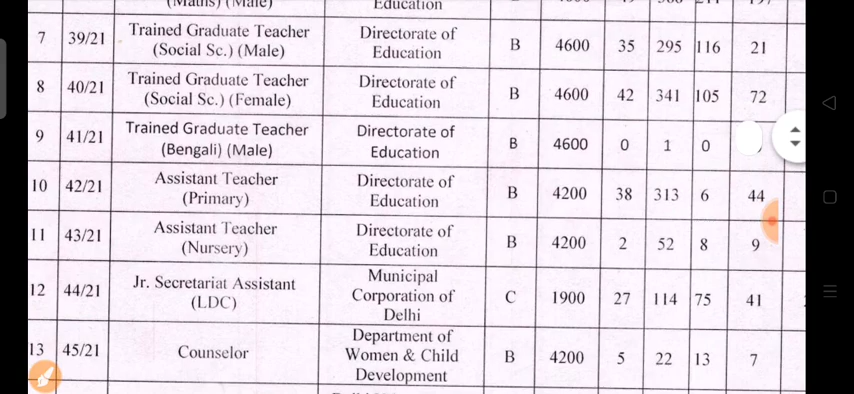 (Maths) (Male) Education
7 39/21 Trained Graduate Teacher (Social Sc.) (Male) Directorate of Education B 4600 35 295 116 21
8 40/21 Trained Graduate Teacher (Social Sc.) (Female) Directorate of Education B 4600 42 341 105 72
9 41/21 Trained Graduate Teacher (Bengali) (Male) Directorate of Education B 4600 0 1 0
10 42/21 Assistant Teacher (Primary) Directorate of Education B 4200 38 313 6 44
11 43/21 Assistant Teacher (Nursery) Directorate of Education B 4200 2 52 8 9
12 44/21 Jr. Secretariat Assistant (LDC) Municipal Corporation of Delhi C 1900 27 114 75 41
13 45/21 Counselor Department of Women & Child Development B 4200 5 22 13 7